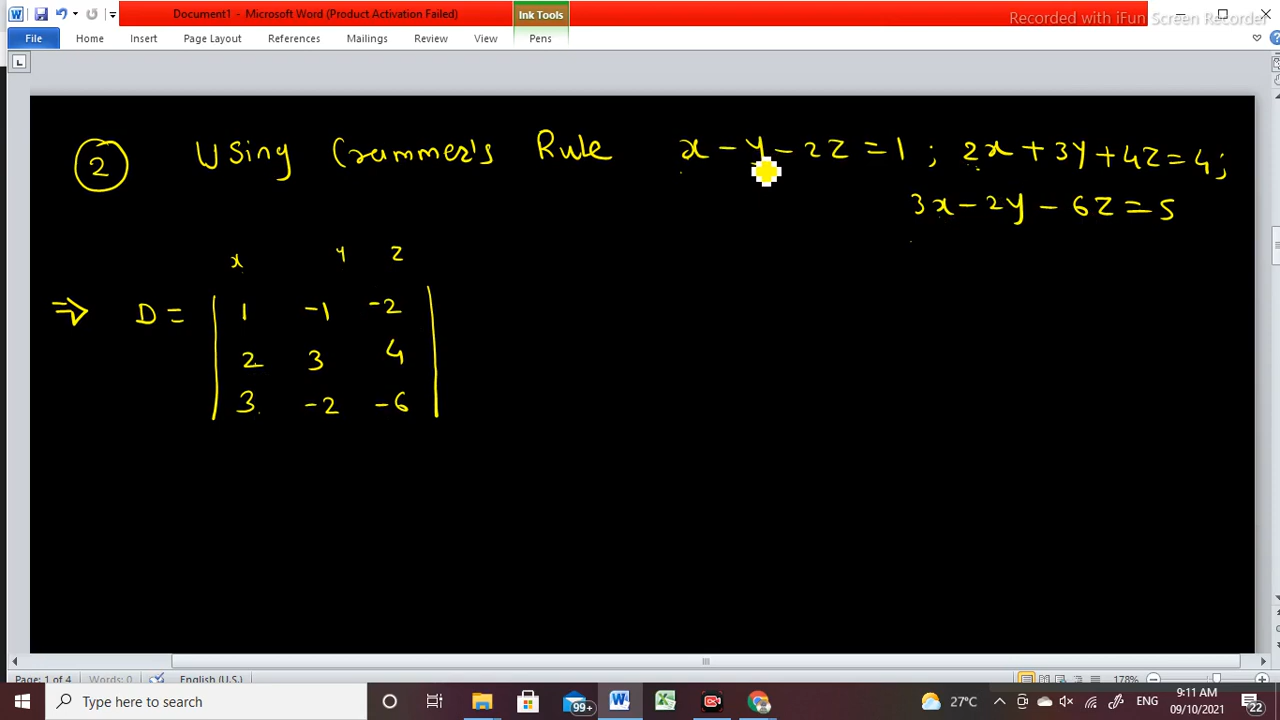 Document1 - Microsoft Word (Product Activation Failed)
Ink Tools
Recorded with iFun Screen Recorder
File Home Insert Page Layout References Mailings Review View Pens
② Using Crammer's Rule x - y - 2z = 1 ; 2x + 3y + 4z = 4 ;
3x - 2y - 6z = 5
x y z
⇒ D = | 1 -1 -2 |
| 2 3 4 |
| 3 -2 -6 |
Page: 1 of 4 Words: 0 English (U.S.) 178%
Type here to search
99+
27°C
ENG
9:11 AM
09/10/2021
22